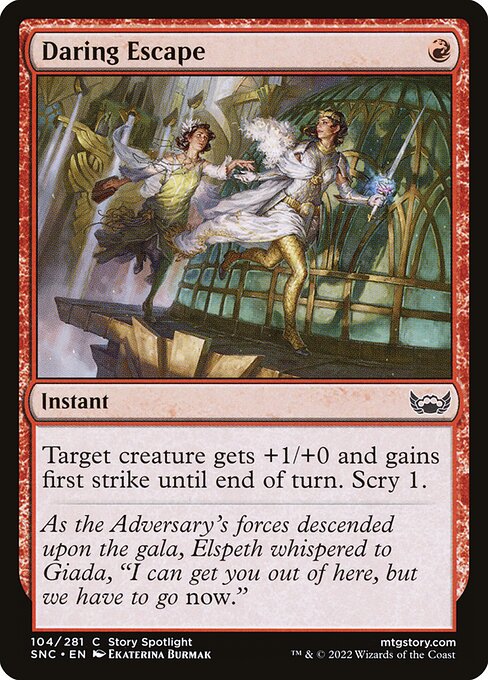 Daring Escape
Instant
Target creature gets +1/+0 and gains
first strike until end of turn. Scry 1.
As the Adversary's forces descended
upon the gala, Elspeth whispered to
Giada, “I can get you out of here, but
we have to go now.”
104/281 C Story Spotlight
mtgstory.com
SNC • EN Ekaterina Burmak
™ & © 2022 Wizards of the Coast